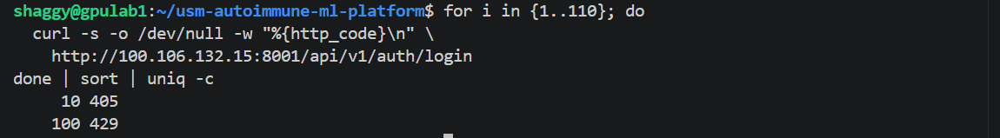 shaggy@gpulab1:~/usm-autoimmune-ml-platform$ for i in {1..110}; do
  curl -s -o /dev/null -w "%{http_code}\n" \
    http://100.106.132.15:8001/api/v1/auth/login
done | sort | uniq -c
     10 405
    100 429